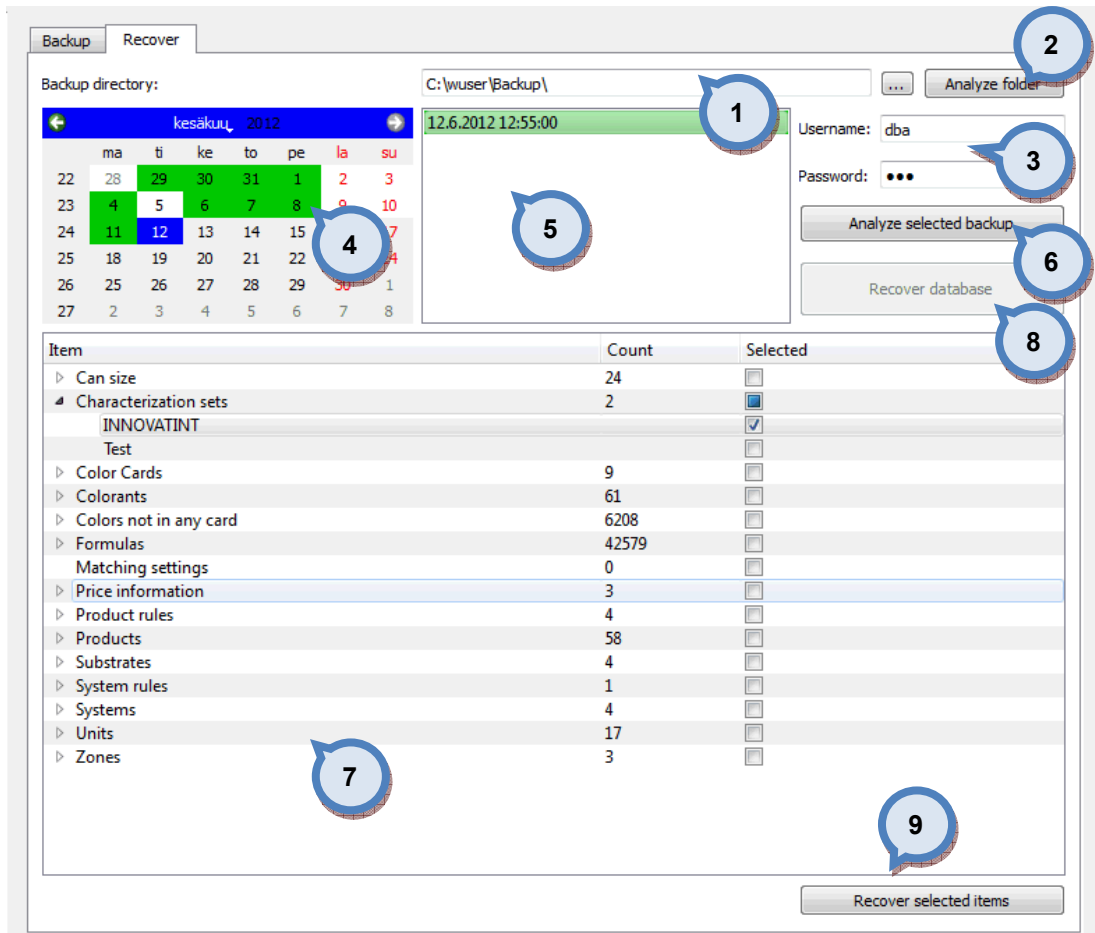 Backup Recover
2
Backup directory: C:\wuser\Backup\ ... Analyze folder
1
kesäkuu 2012 12.6.2012 12:55:00
Username: dba
3
ma ti ke to pe la su
22 28 29 30 31 1 2 3
Password: •••
23 4 5 6 7 8 9 10
24 11 12 13 14 15
4
5
Analyze selected backup
25 18 19 20 21 22
6
26 25 26 27 28 29 30 1
Recover database
27 2 3 4 5 6 7 8
8
Item Count Selected
Can size 24
Characterization sets 2
INNOVATINT
Test
Color Cards 9
Colorants 61
Colors not in any card 6208
Formulas 42579
Matching settings 0
Price information 3
Product rules 4
Products 58
Substrates 4
System rules 1
Systems 4
Units 17
Zones 3
7
9
Recover selected items